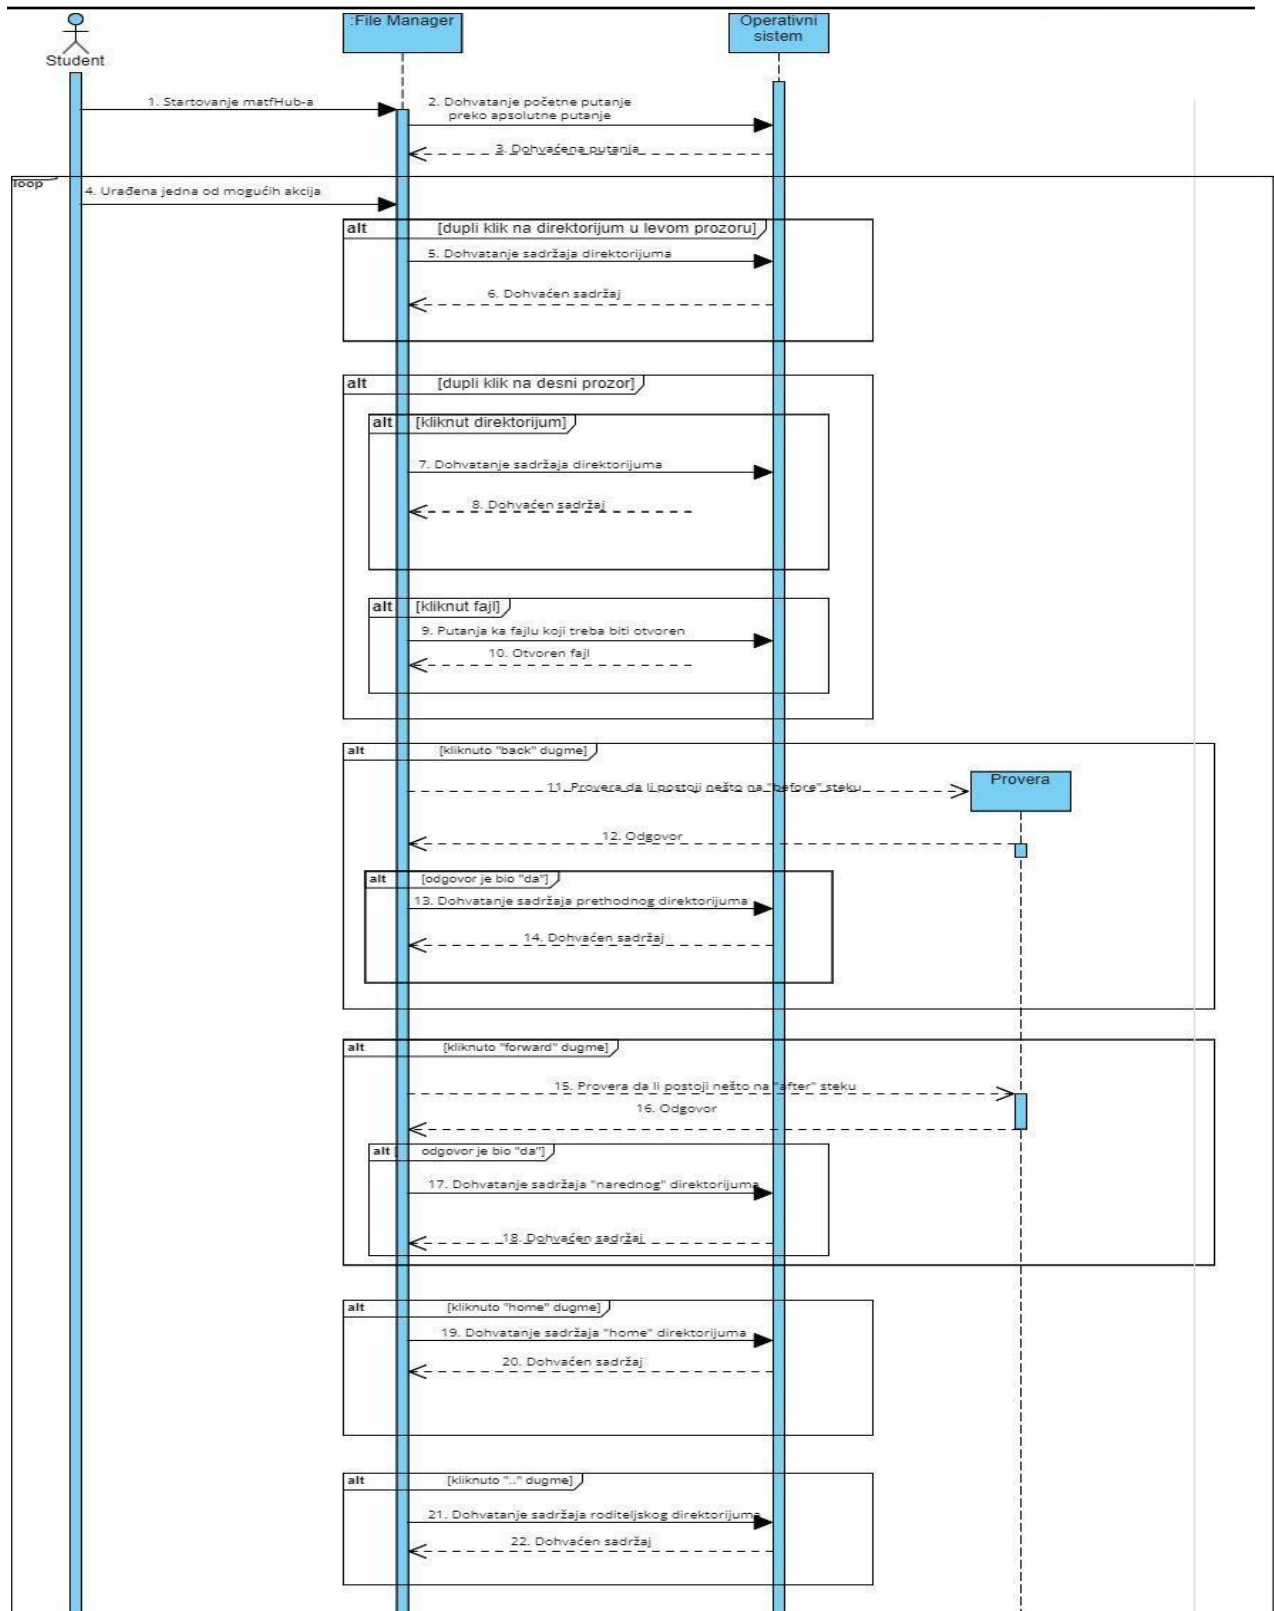 :File Manager
Operativni
sistem
Student
1. Startovanje matfHub-a
2. Dohvatanje početne putanje
preko apsolutne putanje
3. Dohvaćena putanja
loop
4. Urađena jedna od mogućih akcija
alt [dupli klik na direktorijum u levom prozoru]
5. Dohvatanje sadržaja direktorijuma
6. Dohvaćen sadržaj
alt [dupli klik na desni prozor]
alt [kliknut direktorijum]
7. Dohvatanje sadržaja direktorijuma
8. Dohvaćen sadržaj
alt [kliknut fajl]
9. Putanja ka fajlu koji treba biti otvoren
10. Otvoren fajl
alt [kliknuto "back" dugme]
Provera
11. Provera da li postoji nešto na "before" steku
12. Odgovor
alt [odgovor je bio "da"]
13. Dohvatanje sadržaja prethodnog direktorijuma
14. Dohvaćen sadržaj
alt [kliknuto "forward" dugme]
15. Provera da li postoji nešto na "after" steku
16. Odgovor
alt [ odgovor je bio "da"]
17. Dohvatanje sadržaja "narednog" direktorijuma
18. Dohvaćen sadržaj
alt [kliknuto "home" dugme]
19. Dohvatanje sadržaja "home" direktorijuma
20. Dohvaćen sadržaj
alt [kliknuto ".." dugme]
21. Dohvatanje sadržaja roditeljskog direktorijuma
22. Dohvaćen sadržaj